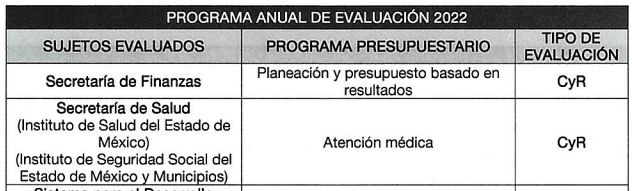 PROGRAMA ANUAL DE EVALUACIÓN 2022
SUJETOS EVALUADOS
PROGRAMA PRESUPUESTARIO
TIPO DE
EVALUACIÓN
Secretaría de Finanzas
Planeación y presupuesto basado en
resultados
CyR
Secretaría de Salud
(Instituto de Salud del Estado de
México)
(Instituto de Seguridad Social del
Estado de México y Municipios)
Atención médica
CyR